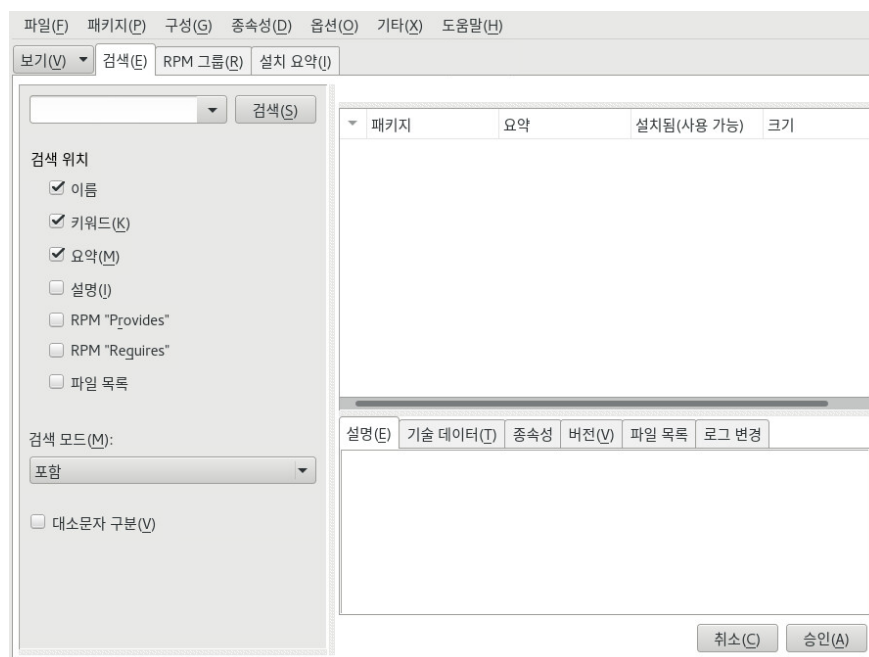 파일(F) 패키지(P) 구성(G) 종속성(D) 옵션(O) 기타(X) 도움말(H)
보기(V) 검색(E) RPM 그룹(R) 설치 요약(I)
검색(S)
검색 위치
이름
키워드(K)
요약(M)
설명(I)
RPM "Provides"
RPM "Requires"
파일 목록
검색 모드(M):
포함
대소문자 구분(V)
패키지 요약 설치됨(사용 가능) 크기
설명(E) 기술 데이터(T) 종속성 버전(V) 파일 목록 로그 변경
취소(C) 승인(A)